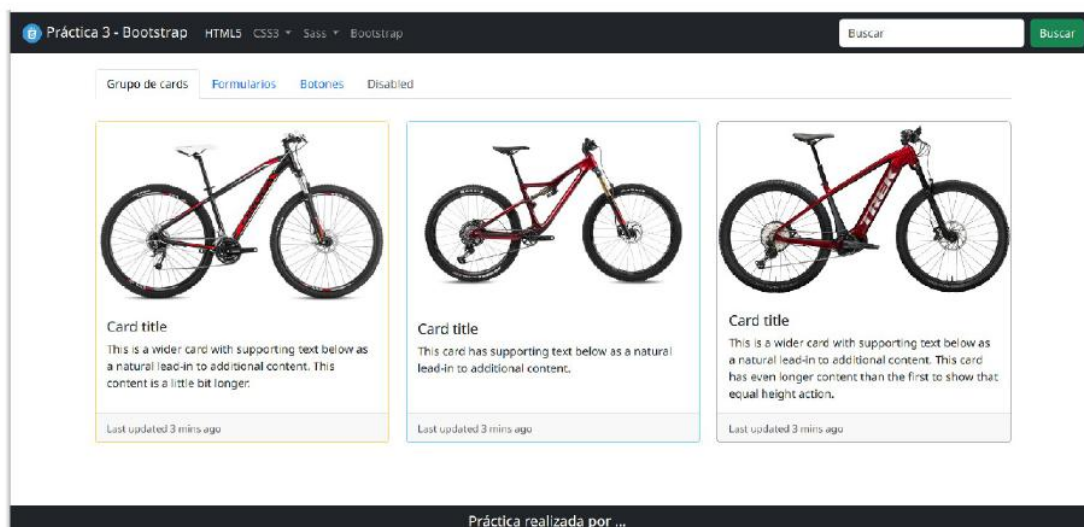 Práctica 3 - Bootstrap HTML5 CSS3 Sass Bootstrap Buscar Buscar
Grupo de cards Formularios Botones Disabled
TREK
Card title
This is a wider card with supporting text below as
a natural lead-in to additional content. This
content is a little bit longer.
Last updated 3 mins ago
Card title
This card has supporting text below as a natural
lead-in to additional content.
Last updated 3 mins ago
Card title
This is a wider card with supporting text below as
a natural lead-in to additional content. This card
has even longer content than the first to show that
equal height action.
Last updated 3 mins ago
Práctica realizada por ...